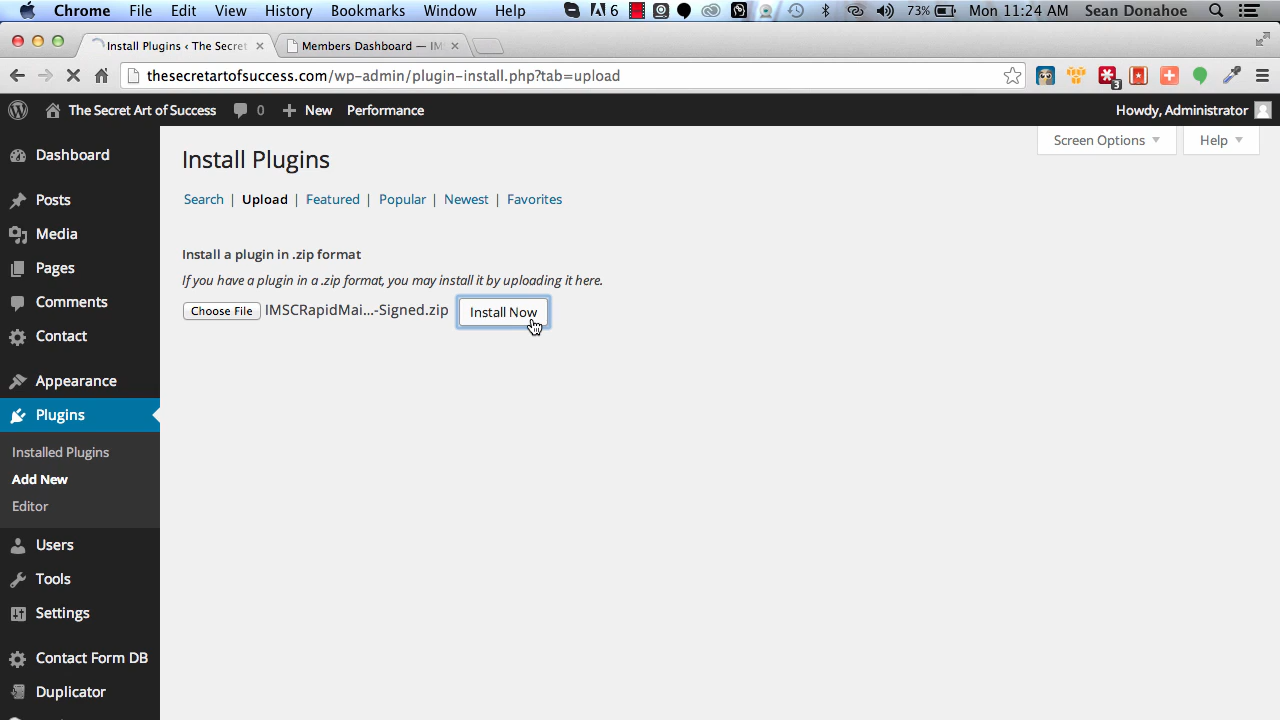 Chrome File Edit View History Bookmarks Window Help 6 73% Mon 11:24 AM Sean Donahoe
Install Plugins ‹ The Secret Members Dashboard — IM
thesecretartofsuccess.com/wp-admin/plugin-install.php?tab=upload 3
The Secret Art of Success 0 New Performance Howdy, Administrator
Screen Options Help
Dashboard
Posts
Media
Pages
Comments
Contact
Appearance
Plugins
Installed Plugins
Add New
Editor
Users
Tools
Settings
Contact Form DB
Duplicator
Install Plugins
Search | Upload | Featured | Popular | Newest | Favorites
Install a plugin in .zip format
If you have a plugin in a .zip format, you may install it by uploading it here.
Choose File IMSCRapidMai...-Signed.zip Install Now